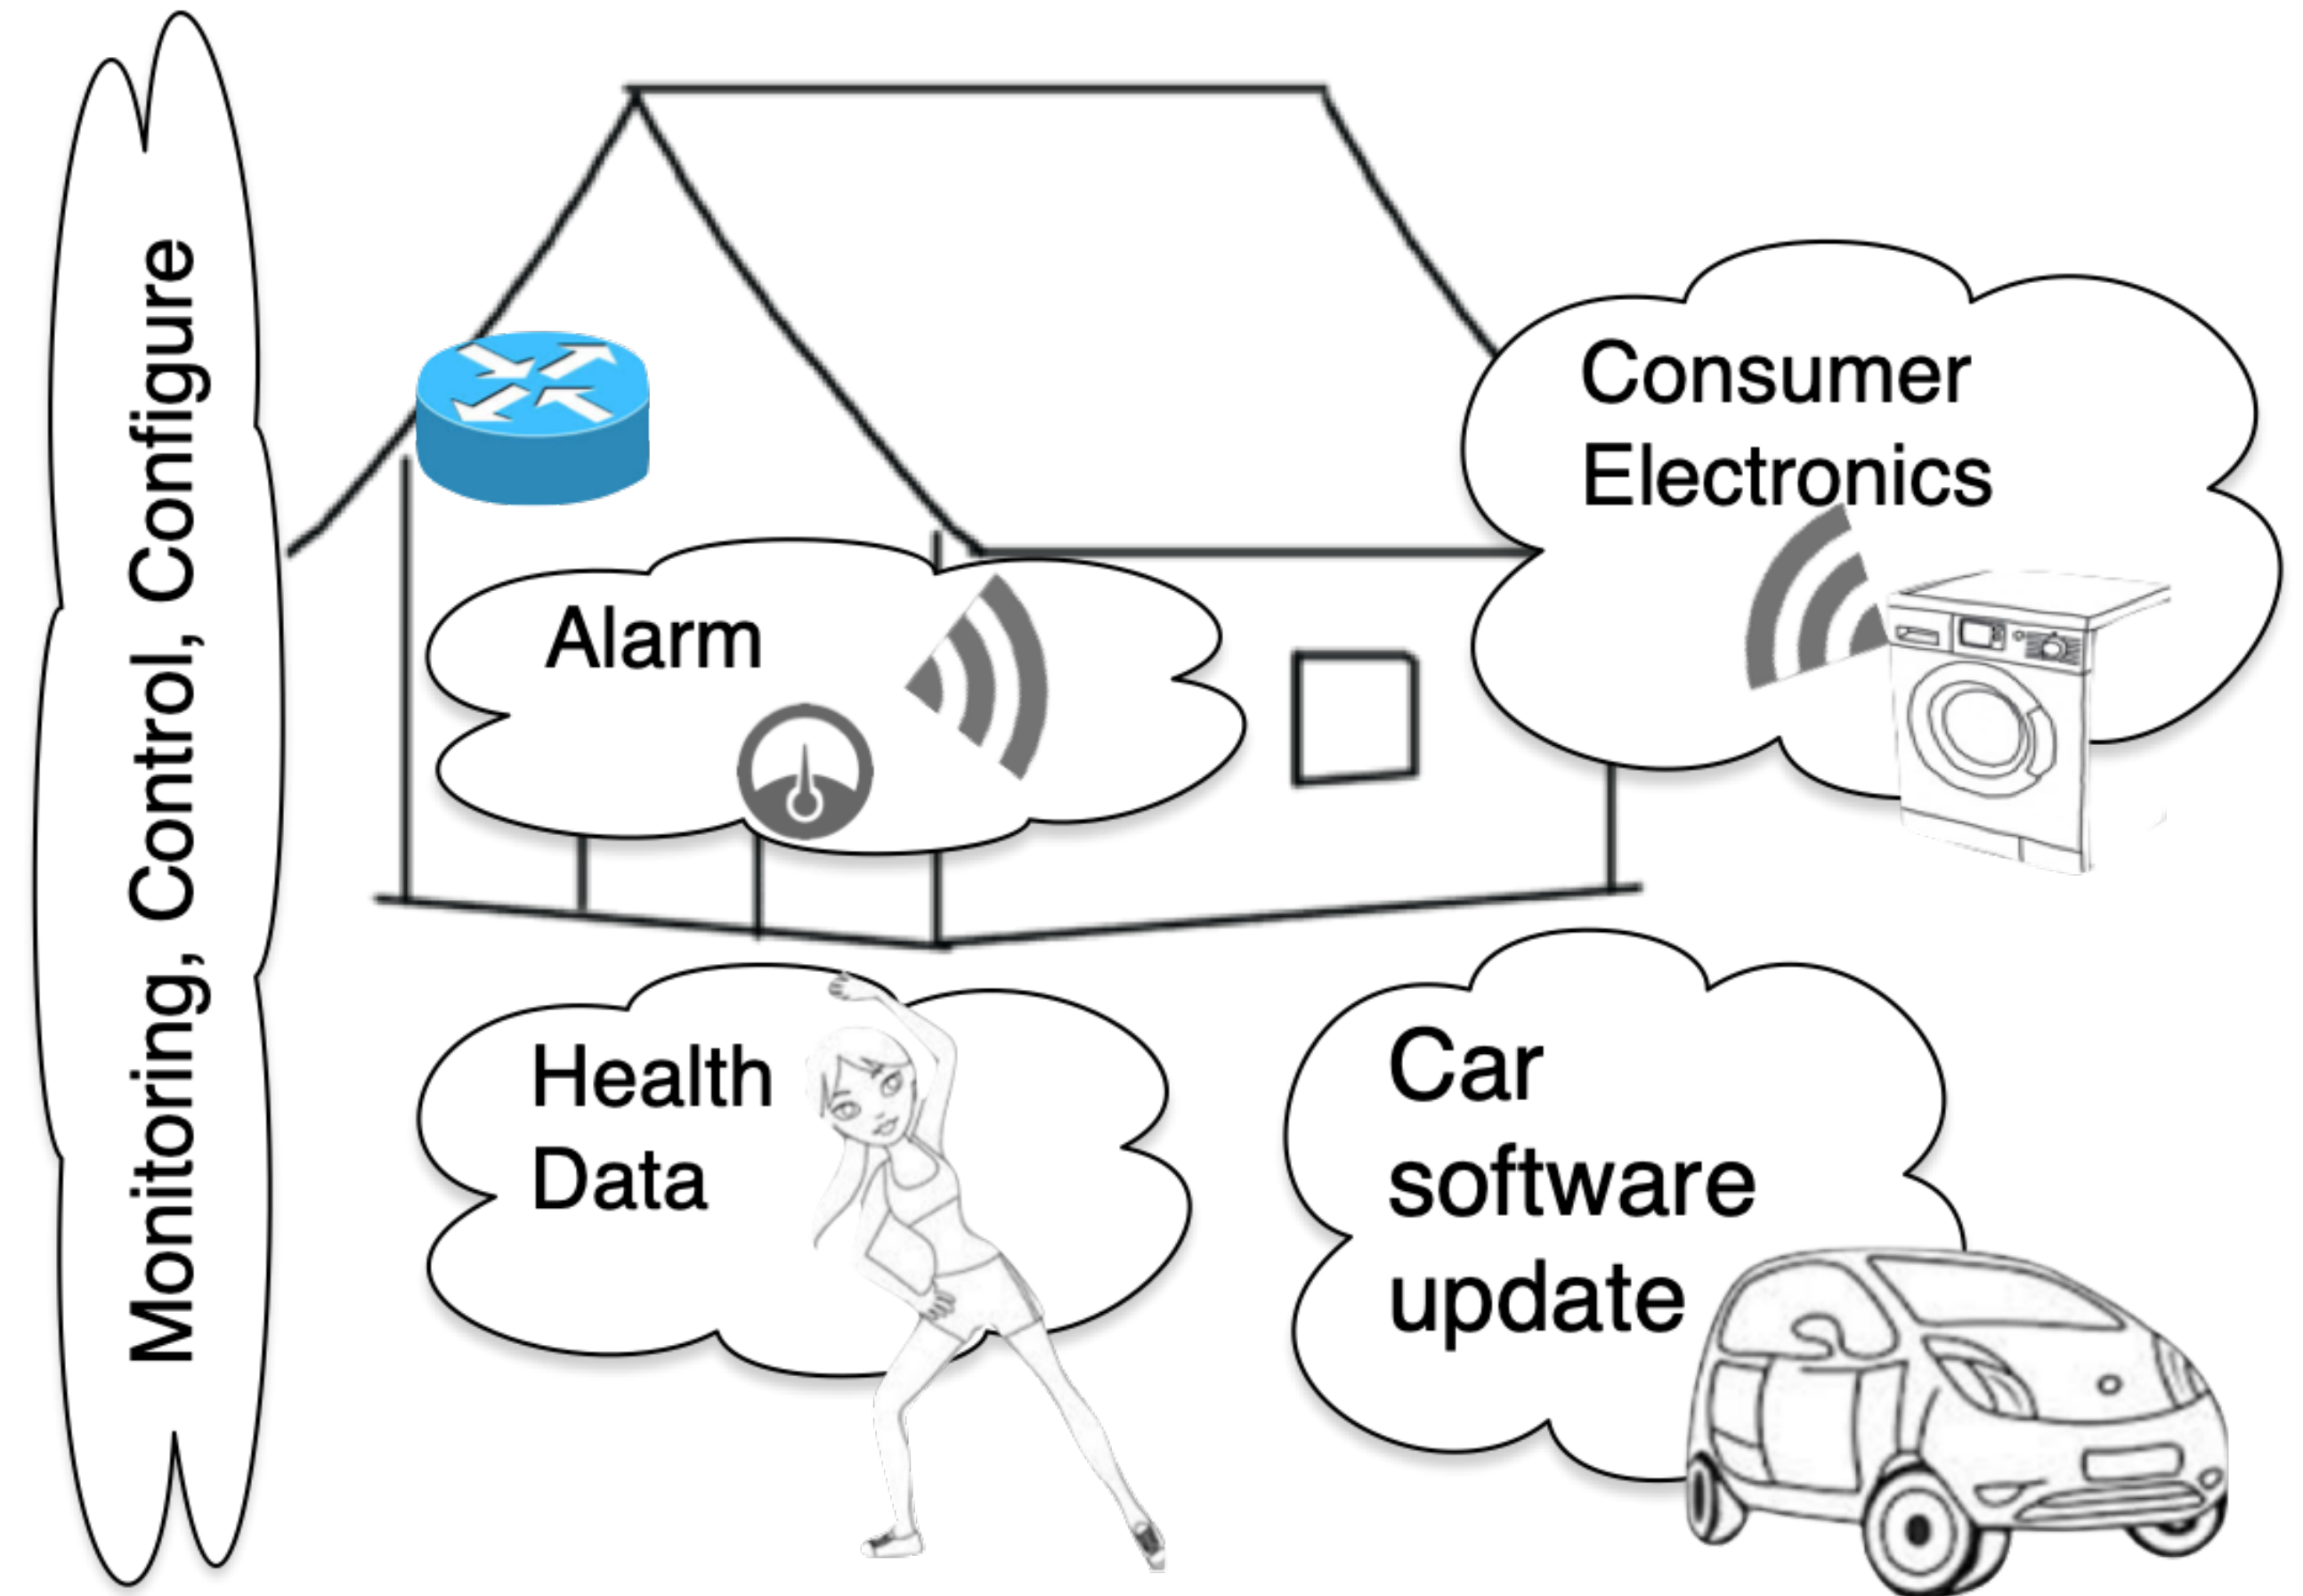 Monitoring, Control, Configure
Consumer
Electronics
Alarm
Health
Data
Car
software
update